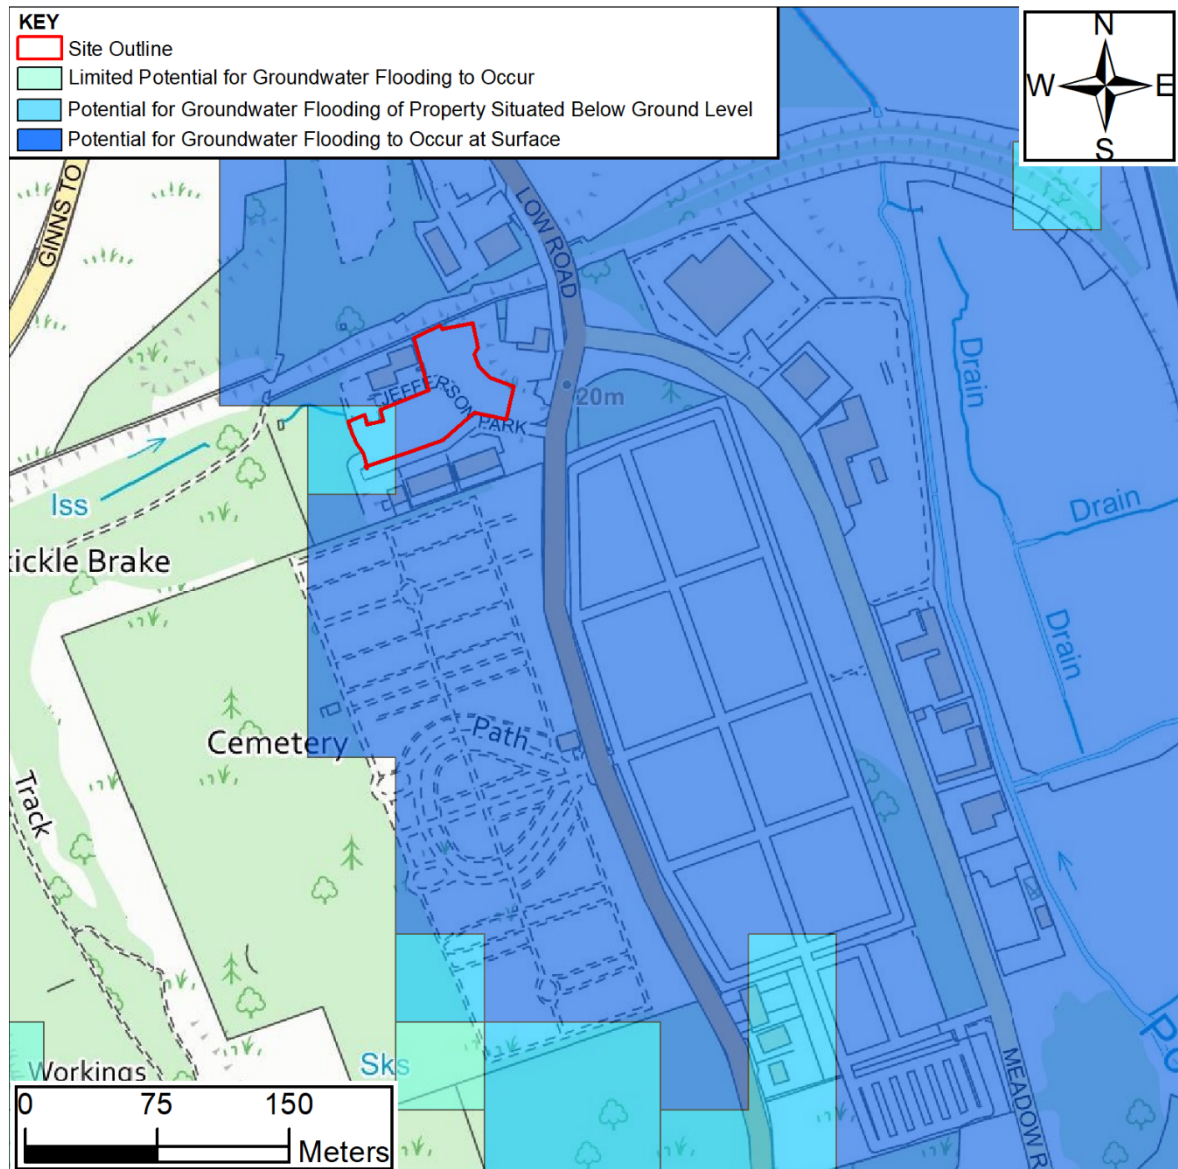 KEY
Site Outline
Limited Potential for Groundwater Flooding to Occur
Potential for Groundwater Flooding of Property Situated Below Ground Level
Potential for Groundwater Flooding to Occur at Surface
N
W E
S
GINNS TO
LOW ROAD
JEFFERSON PARK
20m
Drain
Drain
Drain
Iss
kickle Brake
Cemetery
Path
Track
Sks
Workings
MEADOW R
Po
0 75 150
Meters